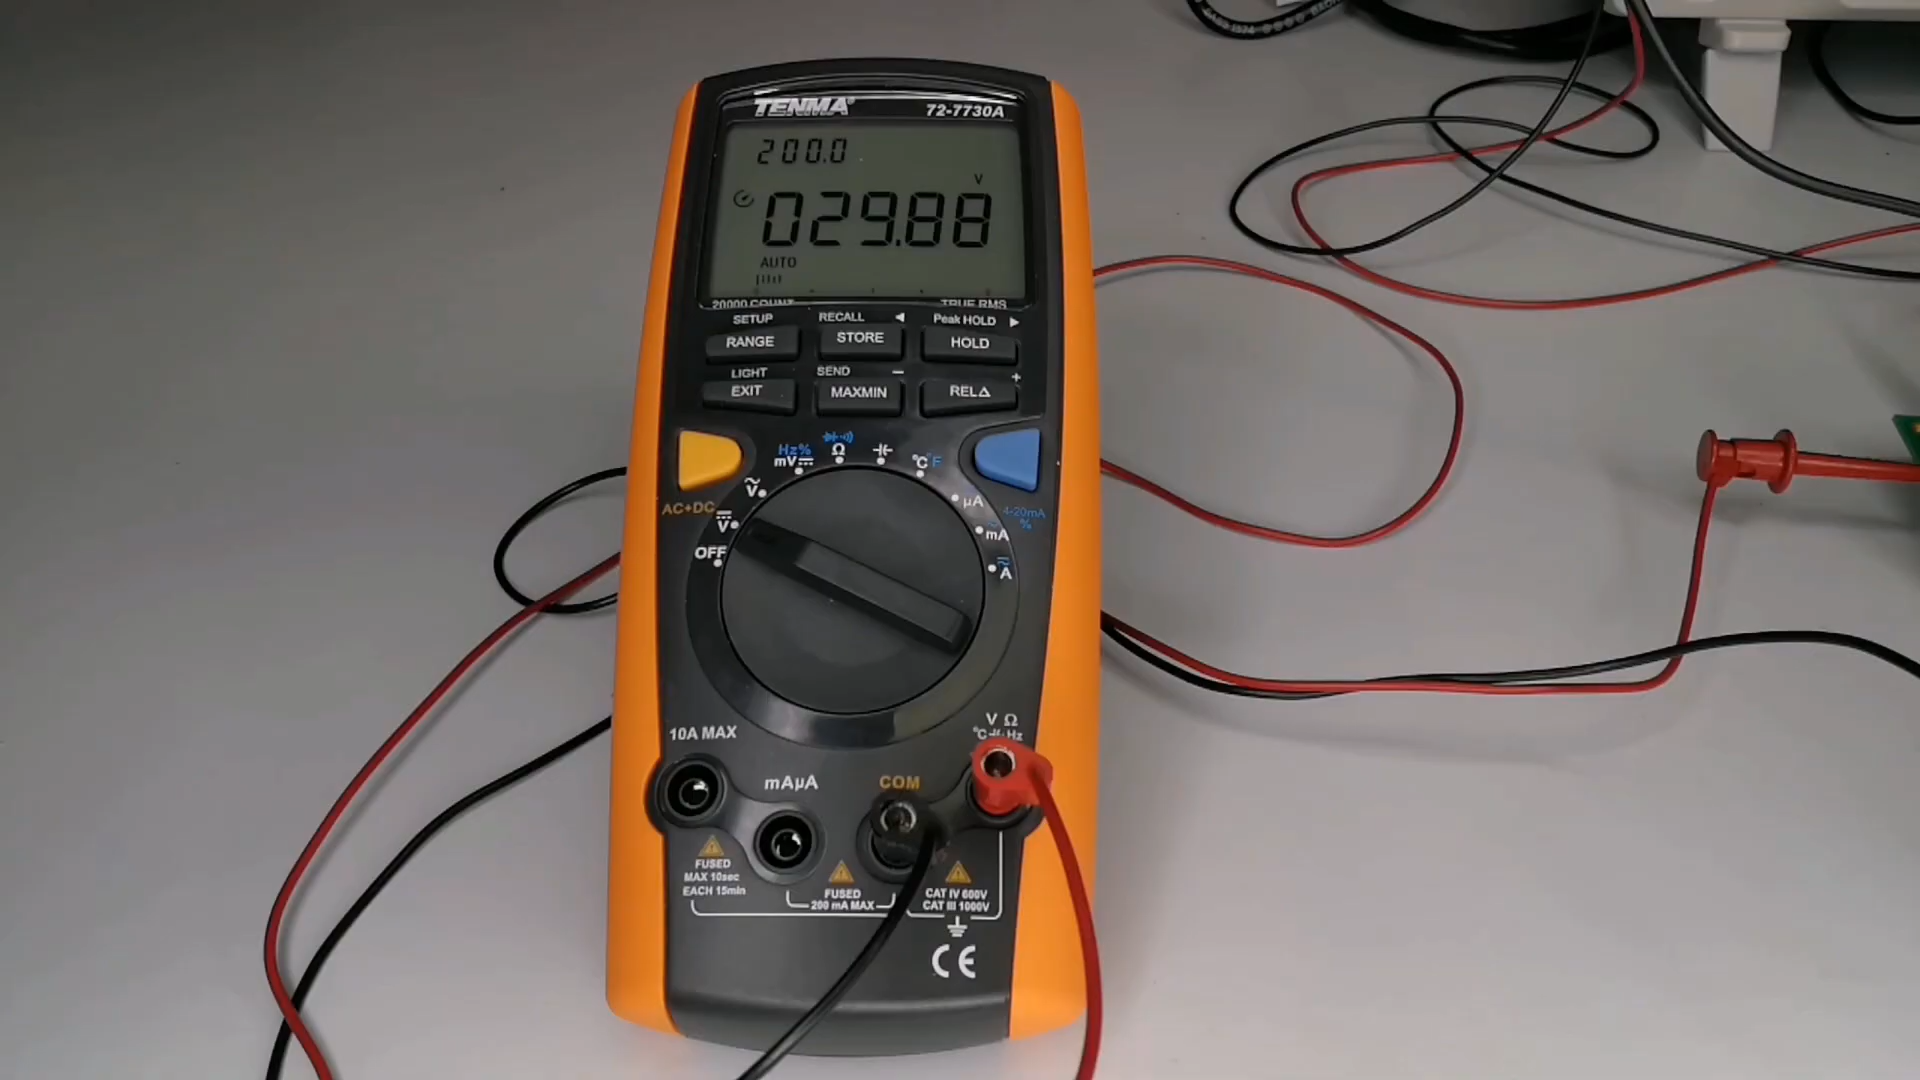 TENMA®
72-7730A
200.0
V
029.88
AUTO
20000 COUNT
TRUE RMS
SETUP
RECALL ◄
Peak HOLD ►
RANGE
STORE
HOLD
LIGHT
SEND −
+
EXIT
MAXMIN
REL△
Hz%
mV
Ω
°C°F
V
AC+DC
V
OFF
µA
4-20mA
%
mA
A
10A MAX
mAµA
COM
V Ω
°C Hz
FUSED
MAX 10sec
EACH 15min
FUSED
200 mA MAX
CAT IV 600V
CAT III 1000V
CE